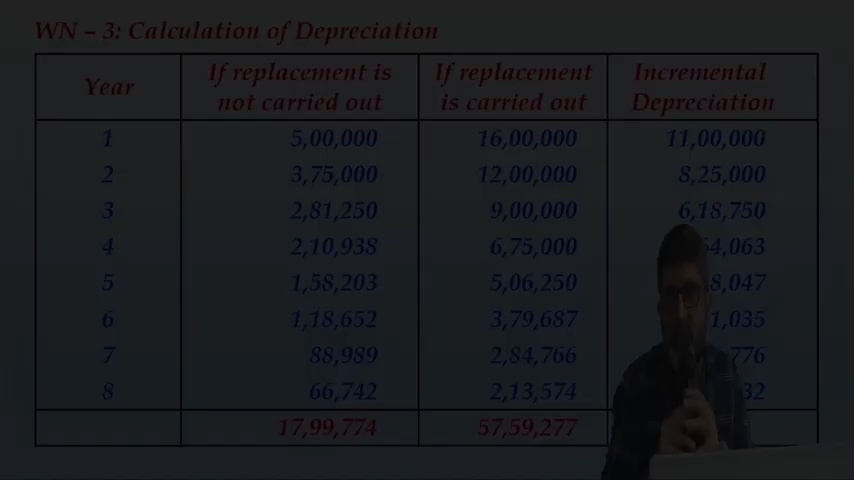 WN – 3: Calculation of Depreciation
Year If replacement is not carried out If replacement is carried out Incremental Depreciation
1 5,00,000 16,00,000 11,00,000
2 3,75,000 12,00,000 8,25,000
3 2,81,250 9,00,000 6,18,750
4 2,10,938 6,75,000
5 1,58,203 5,06,250
6 1,18,652 3,79,687
7 88,989 2,84,766
8 66,742 2,13,574
17,99,774 57,59,277